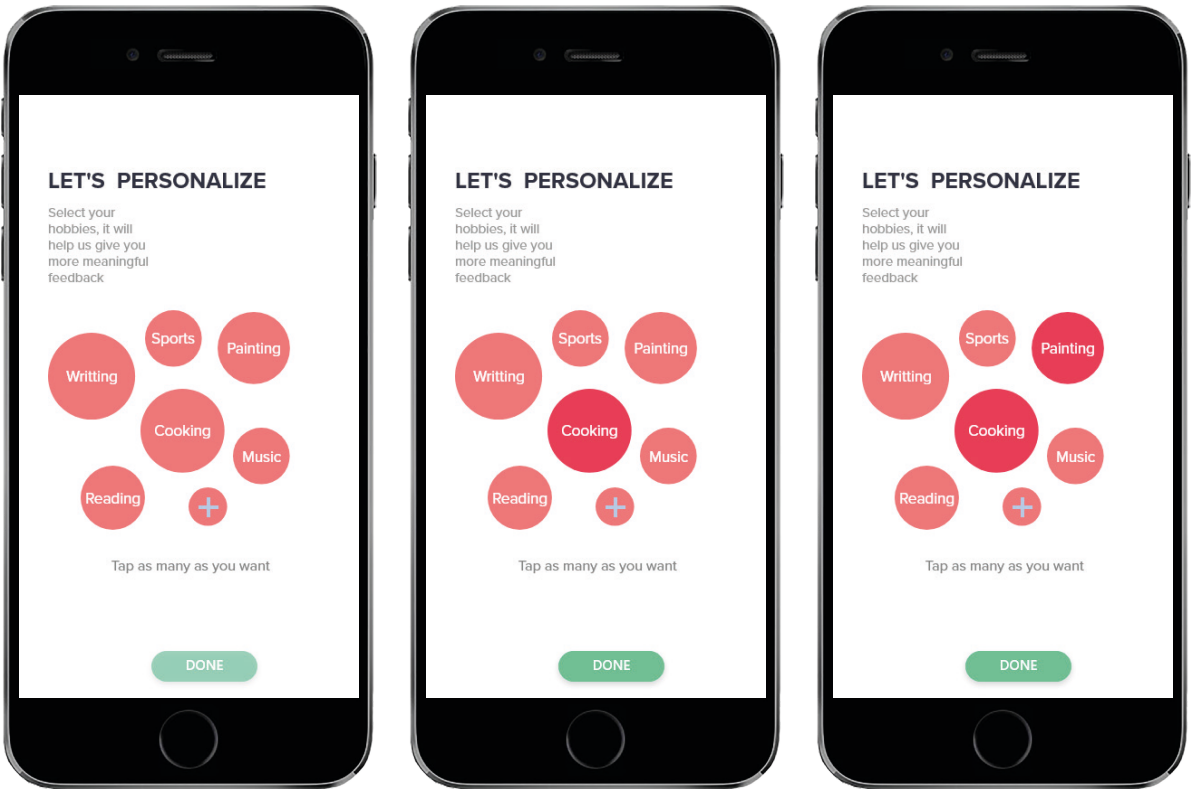 LET'S PERSONALIZE
Select your
hobbies, it will
help us give you
more meaningful
feedback
Sports
Painting
Writting
Cooking
Music
Reading
+
Tap as many as you want
DONE
LET'S PERSONALIZE
Select your
hobbies, it will
help us give you
more meaningful
feedback
Sports
Painting
Writting
Cooking
Music
Reading
+
Tap as many as you want
DONE
LET'S PERSONALIZE
Select your
hobbies, it will
help us give you
more meaningful
feedback
Sports
Painting
Writting
Cooking
Music
Reading
+
Tap as many as you want
DONE